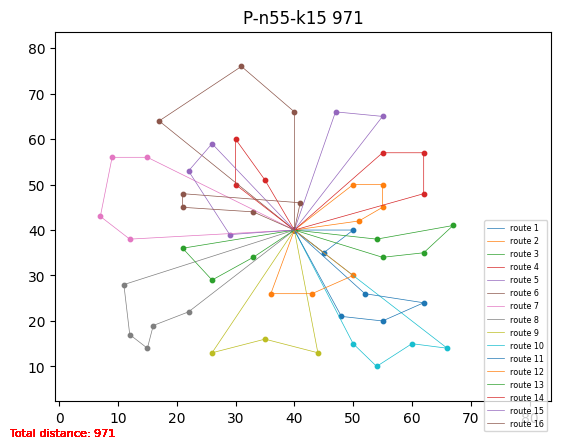 P-n55-k15 971
80
70
60
50
40
30
20
10
0
10
20
30
40
50
60
70
80
route 1
route 2
route 3
route 4
route 5
route 6
route 7
route 8
route 9
route 10
route 11
route 12
route 13
route 14
route 15
route 16
Total distance: 971